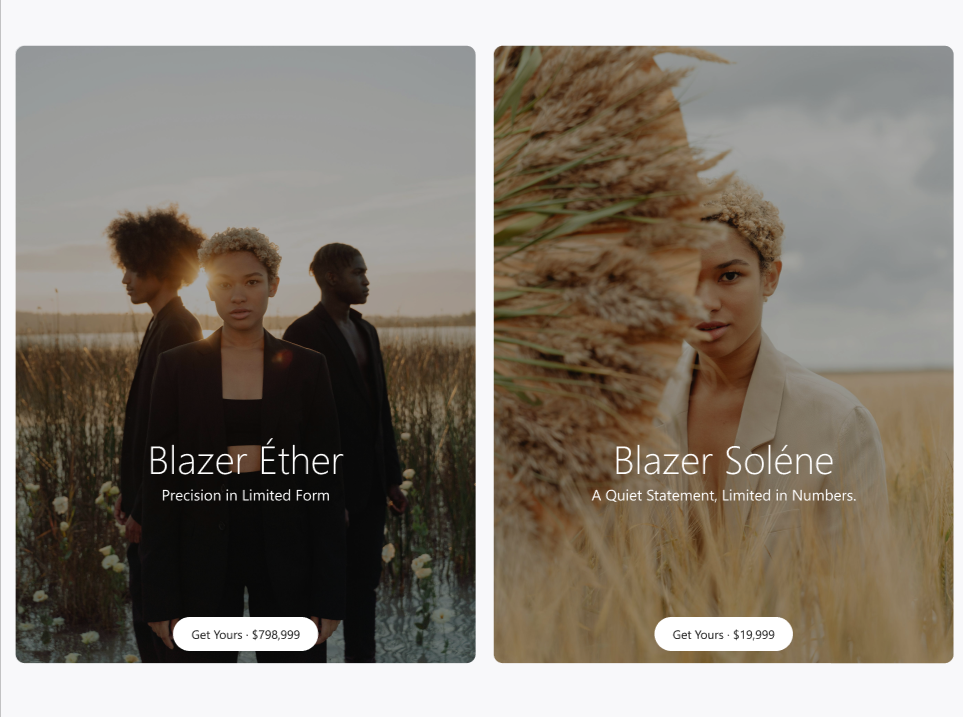 Blazer Éther
Precision in Limited Form
Get Yours · $798,999
Blazer Soléne
A Quiet Statement, Limited in Numbers.
Get Yours · $19,999